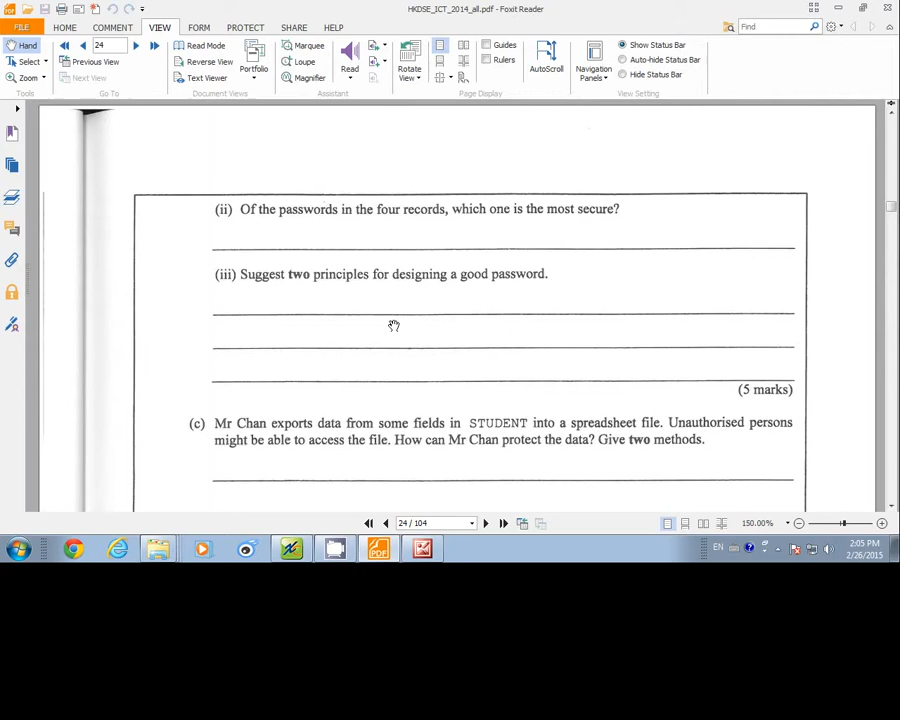 HKDSE_ICT_2014_all.pdf - Foxit Reader
FILE HOME COMMENT VIEW FORM PROTECT SHARE HELP
Find
Hand
24
Read Mode
Marquee
Guides
Show Status Bar
Select
Previous View
Reverse View
Loupe
Rulers
Auto-hide Status Bar
Zoom
Next View
Text Viewer
Portfolio
Magnifier
Read
Rotate View
AutoScroll
Navigation Panels
Hide Status Bar
Tools
Go To
Document Views
Assistant
Page Display
View Setting
(ii) Of the passwords in the four records, which one is the most secure?
(iii) Suggest two principles for designing a good password.
(5 marks)
(c) Mr Chan exports data from some fields in STUDENT into a spreadsheet file. Unauthorised persons
might be able to access the file. How can Mr Chan protect the data? Give two methods.
24 / 104
150.00%
EN
2:05 PM
2/26/2015
PDF